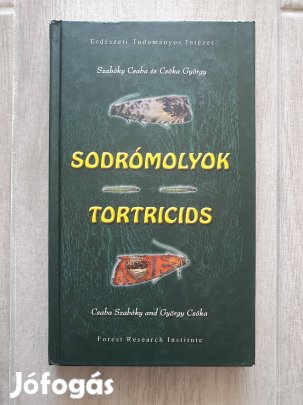 Erdészeti Tudományos Intézet
Szabóky Csaba és Csóka György
SODRÓMOLYOK
TORTRICIDS
Csaba Szabóky and György Csóka
Forest Research Institute
Jófogás